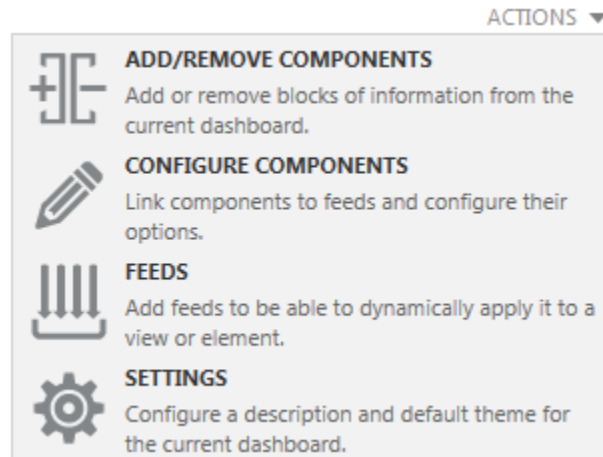 ACTIONS
ADD/REMOVE COMPONENTS
Add or remove blocks of information from the
current dashboard.
CONFIGURE COMPONENTS
Link components to feeds and configure their
options.
FEEDS
Add feeds to be able to dynamically apply it to a
view or element.
SETTINGS
Configure a description and default theme for
the current dashboard.